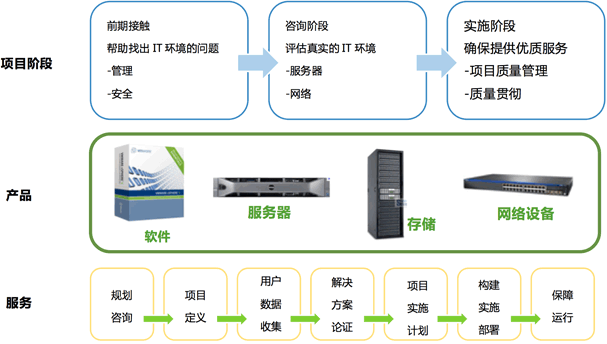 项目阶段
前期接触
帮助找出 IT 环境的问题
-管理
-安全
咨询阶段
评估真实的 IT 环境
-服务器
-网络
实施阶段
确保提供优质服务
-项目质量管理
-质量贯彻
产品
软件
服务器
存储
网络设备
服务
规划
咨询
项目
定义
用户
数据
收集
解决
方案
论证
项目
实施
计划
构建
实施
部署
保障
运行